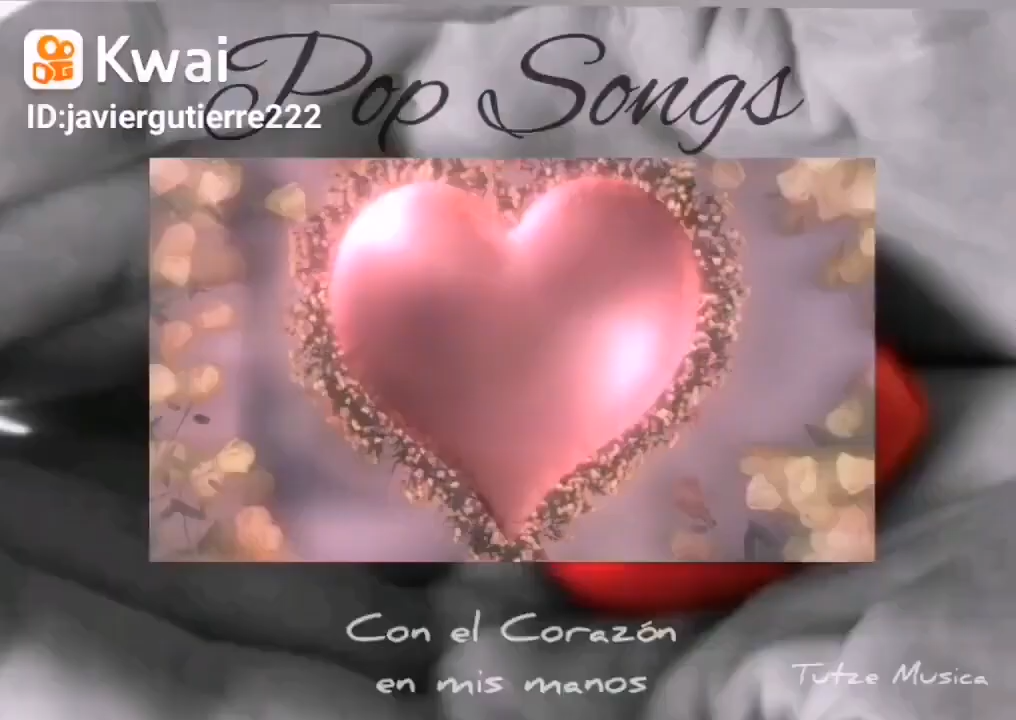 Kwai
Pop Songs
ID:javiergutierre222
Con el Corazón
en mis manos
Tutze Musica